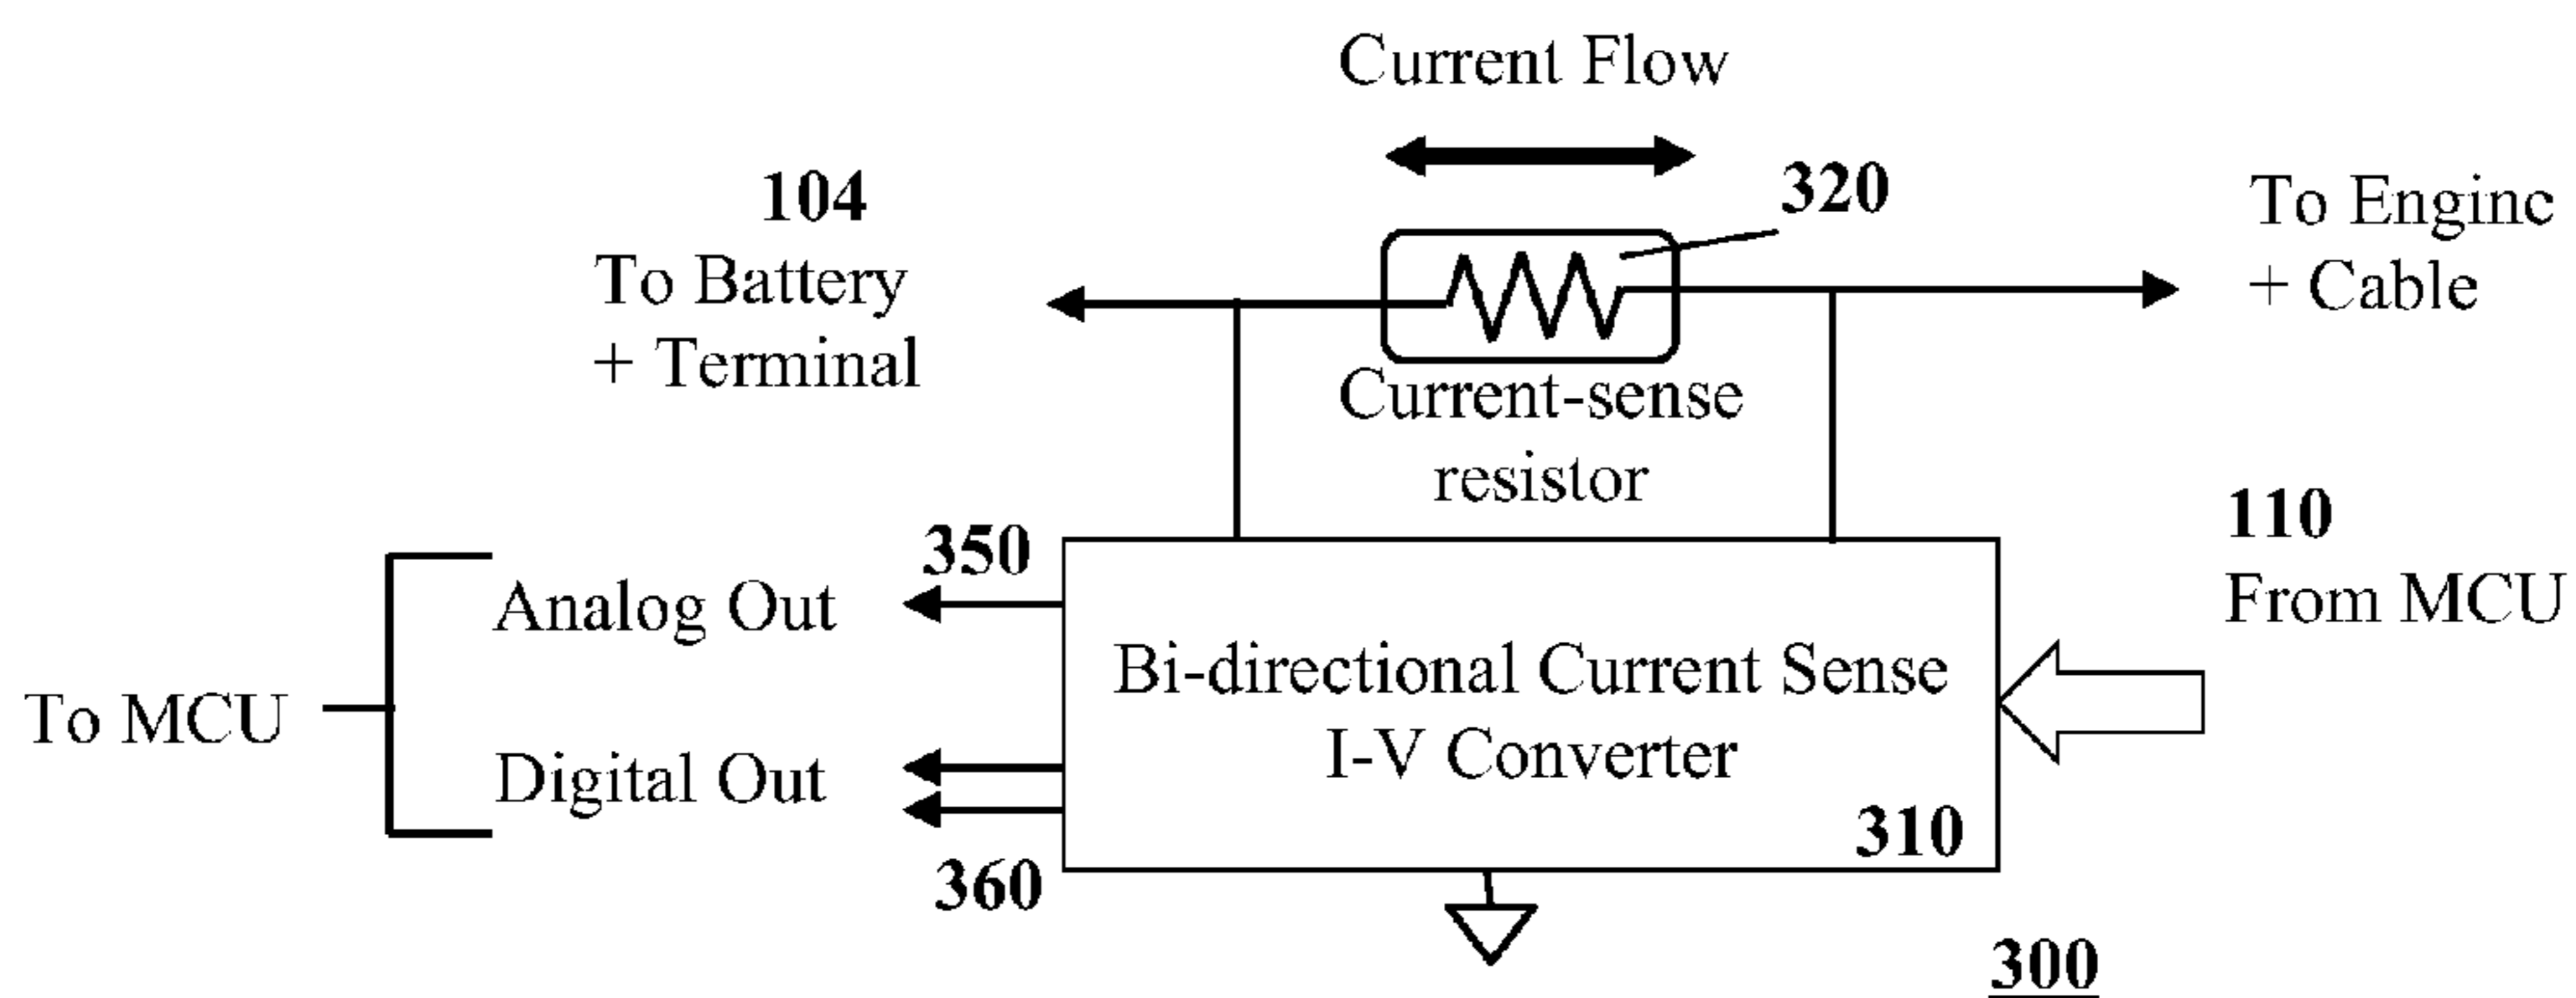 Current Flow
104
To Battery
+ Terminal
320
To Enginc
+ Cable
Current-sense
resistor
110
From MCU
350
Analog Out
To MCU
Digital Out
360
Bi-directional Current Sense
I-V Converter
310
300